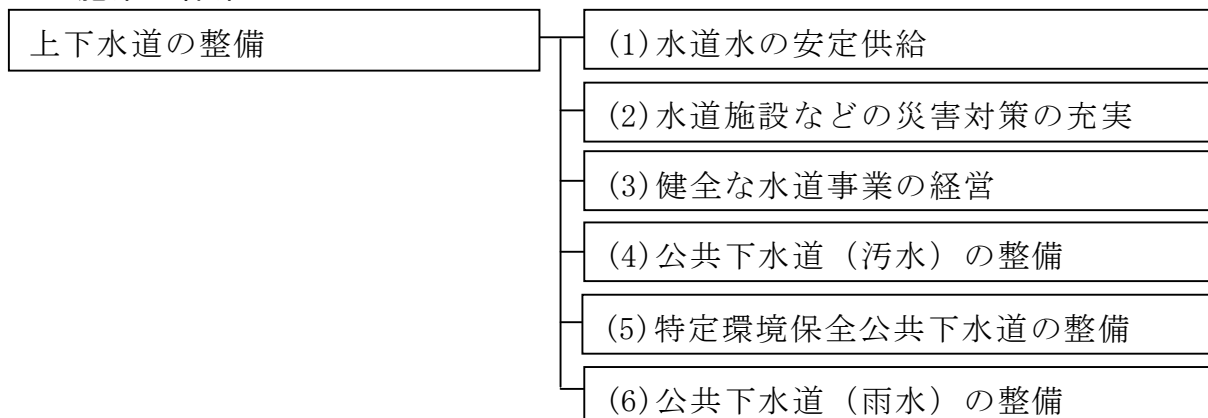 上下水道の整備
(1)水道水の安定供給
(2)水道施設などの災害対策の充実
(3)健全な水道事業の経営
(4)公共下水道（汚水）の整備
(5)特定環境保全公共下水道の整備
(6)公共下水道（雨水）の整備